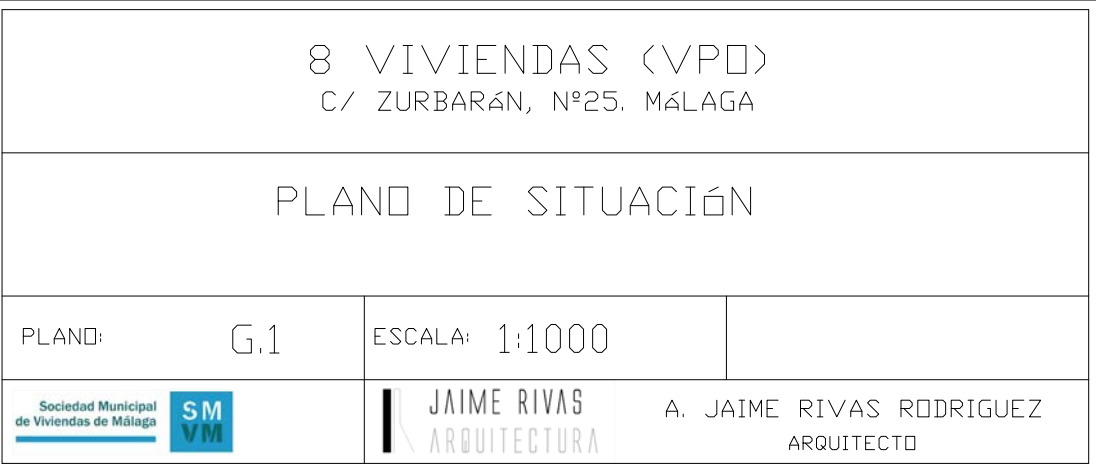 8 VIVIENDAS (VPO)
C/ ZURBARáN, Nº25. MáLAGA
PLANO DE SITUACIóN
PLANO: G.1
ESCALA: 1:1000
Sociedad Municipal
de Viviendas de Málaga
SM
VM
JAIME RIVAS
ARQUITECTURA
A. JAIME RIVAS RODRIGUEZ
ARQUITECTO